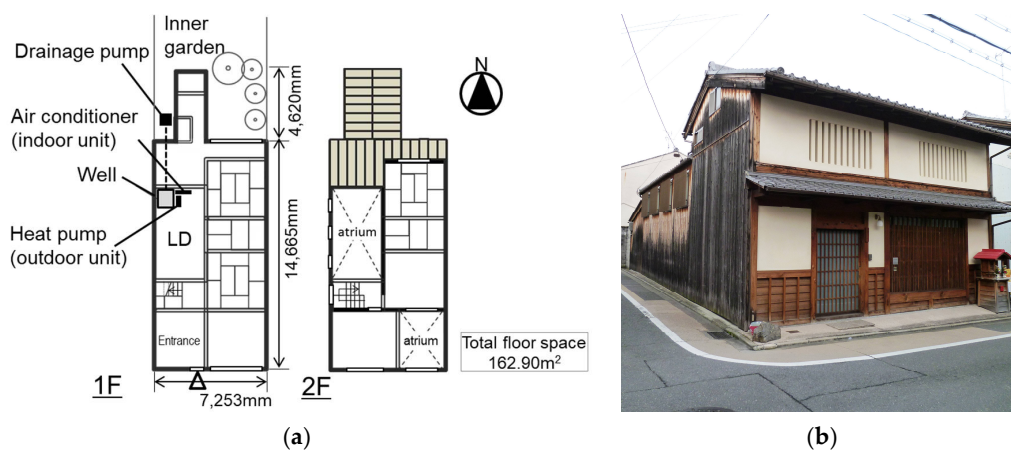 Inner
garden
Drainage pump
Air conditioner
(indoor unit)
Well
Heat pump
(outdoor unit)
LD
Entrance
1F
4,620mm
14,665mm
7,253mm
N
atrium
atrium
2F
Total floor space
162.90m²
(a)
(b)